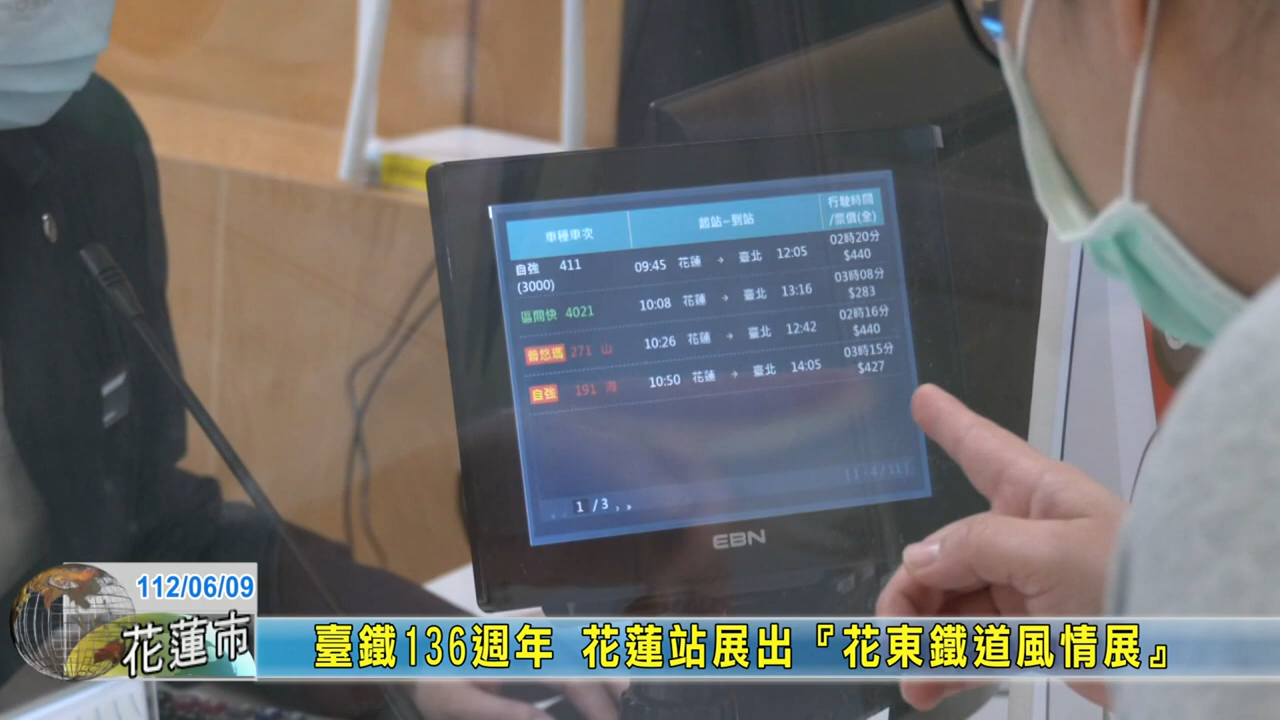 車種車次 起站–到站 行駛時間
/票價(全)
自強 411 09:45 花蓮 → 臺北 12:05 02時20分
(3000) $440
區間快 4021 10:08 花蓮 → 臺北 13:16 03時08分
$283
普悠瑪 271 山 10:26 花蓮 → 臺北 12:42 02時16分
$440
自強 191 海 10:50 花蓮 → 臺北 14:05 03時15分
$427
[1-4/11]
1 /3
EBN
112/06/09
花蓮市
臺鐵136週年 花蓮站展出『花東鐵道風情展』